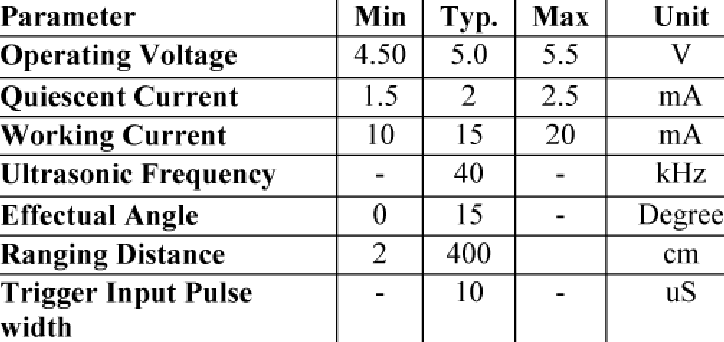 Parameter Min Typ. Max Unit
Operating Voltage 4.50 5.0 5.5 V
Quiescent Current 1.5 2 2.5 mA
Working Current 10 15 20 mA
Ultrasonic Frequency - 40 - kHz
Effectual Angle 0 15 - Degree
Ranging Distance 2 400 cm
Trigger Input Pulse - 10 - uS
width